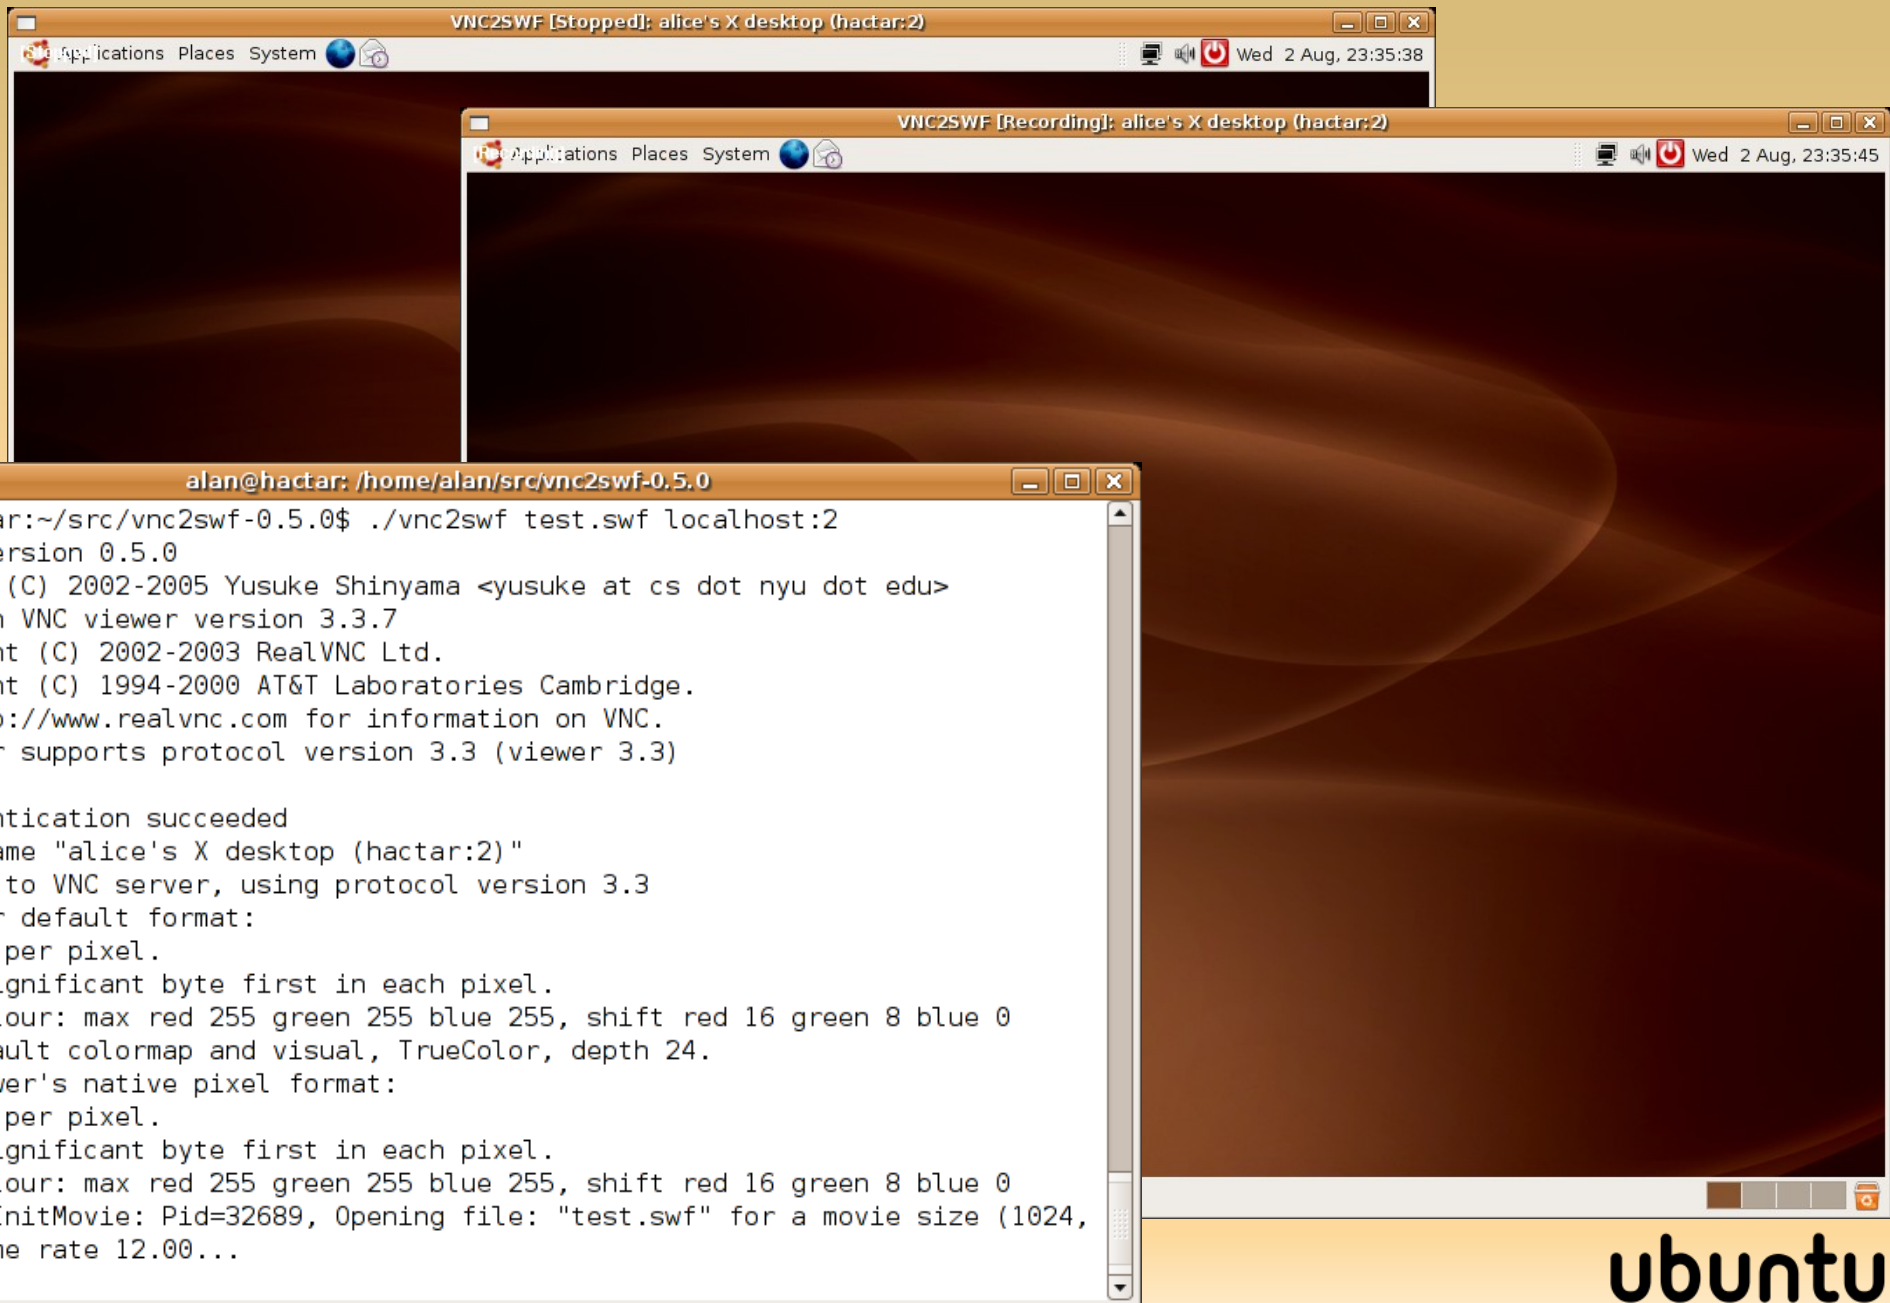 VNC2SWF [Stopped]: alice's X desktop (hactar:2)
Applications Places System Wed 2 Aug, 23:35:38
VNC2SWF [Recording]: alice's X desktop (hactar:2)
Applications Places System Wed 2 Aug, 23:35:45
alan@hactar: /home/alan/src/vnc2swf-0.5.0
ar:~/src/vnc2swf-0.5.0$ ./vnc2swf test.swf localhost:2
ersion 0.5.0
(C) 2002-2005 Yusuke Shinyama <yusuke at cs dot nyu dot edu>
n VNC viewer version 3.3.7
nt (C) 2002-2003 RealVNC Ltd.
nt (C) 1994-2000 AT&T Laboratories Cambridge.
p://www.realvnc.com for information on VNC.
r supports protocol version 3.3 (viewer 3.3)
ntication succeeded
ame "alice's X desktop (hactar:2)"
to VNC server, using protocol version 3.3
r default format:
per pixel.
ignificant byte first in each pixel.
lour: max red 255 green 255 blue 255, shift red 16 green 8 blue 0
ault colormap and visual, TrueColor, depth 24.
wer's native pixel format:
per pixel.
ignificant byte first in each pixel.
lour: max red 255 green 255 blue 255, shift red 16 green 8 blue 0
InitMovie: Pid=32689, Opening file: "test.swf" for a movie size (1024,
me rate 12.00...
ubuntu